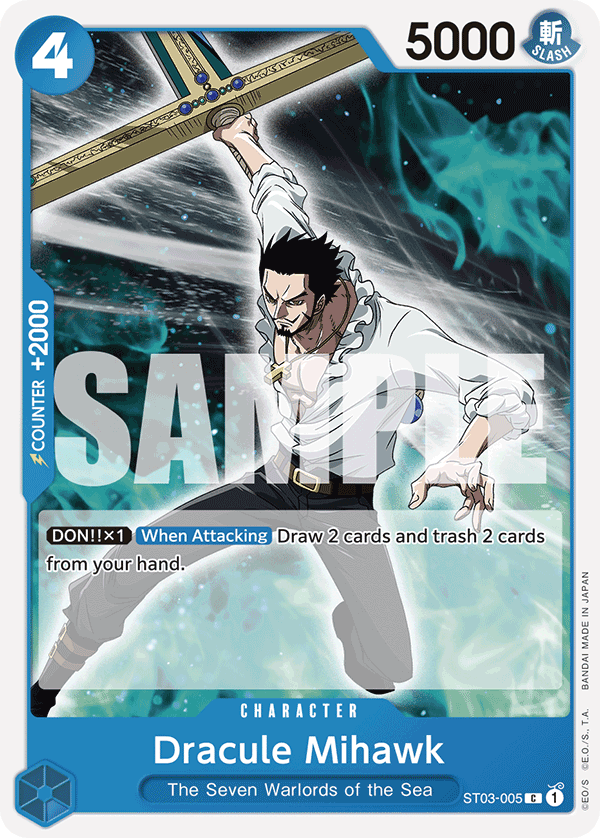 4
5000
斬
SLASH
COUNTER +2000
SAMPLE
DON!!×1 When Attacking Draw 2 cards and trash 2 cards
from your hand.
CHARACTER
Dracule Mihawk
The Seven Warlords of the Sea
ST03-005 C 1
©EO/S ©E.O./S., T.A. BANDAI MADE IN JAPAN